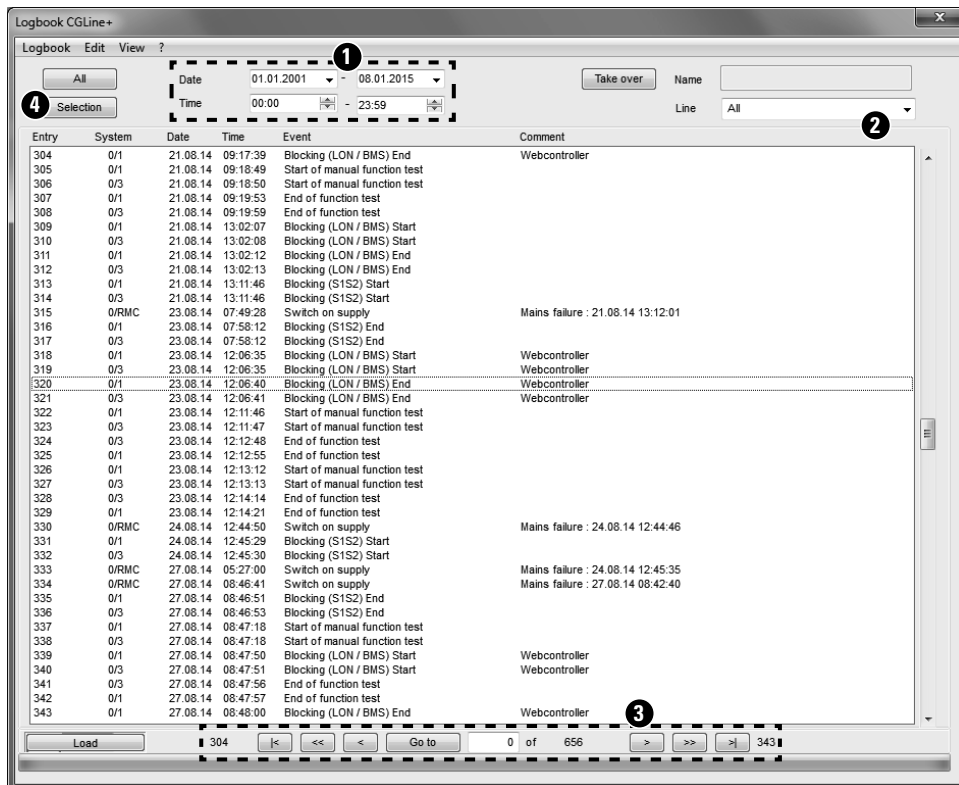 Logbook CGLine+
x
Logbook Edit View ?
1
All
Date 01.01.2001 - 08.01.2015
Take over Name
4 Selection
Time 00:00 - 23:59
Line All
2
Entry System Date Time Event Comment
304 0/1 21.08.14 09:17:39 Blocking (LON / BMS) End Webcontroller
305 0/1 21.08.14 09:18:49 Start of manual function test
306 0/3 21.08.14 09:18:50 Start of manual function test
307 0/1 21.08.14 09:19:53 End of function test
308 0/3 21.08.14 09:19:59 End of function test
309 0/1 21.08.14 13:02:07 Blocking (LON / BMS) Start
310 0/3 21.08.14 13:02:08 Blocking (LON / BMS) Start
311 0/1 21.08.14 13:02:12 Blocking (LON / BMS) End
312 0/3 21.08.14 13:02:13 Blocking (LON / BMS) End
313 0/1 21.08.14 13:11:46 Blocking (S1S2) Start
314 0/3 21.08.14 13:11:46 Blocking (S1S2) Start
315 0/RMC 23.08.14 07:49:28 Switch on supply Mains failure : 21.08.14 13:12:01
316 0/1 23.08.14 07:58:12 Blocking (S1S2) End
317 0/3 23.08.14 07:58:12 Blocking (S1S2) End
318 0/1 23.08.14 12:06:35 Blocking (LON / BMS) Start Webcontroller
319 0/3 23.08.14 12:06:35 Blocking (LON / BMS) Start Webcontroller
320 0/1 23.08.14 12:06:40 Blocking (LON / BMS) End Webcontroller
321 0/3 23.08.14 12:06:41 Blocking (LON / BMS) End Webcontroller
322 0/1 23.08.14 12:11:46 Start of manual function test
323 0/3 23.08.14 12:11:47 Start of manual function test
324 0/3 23.08.14 12:12:48 End of function test
325 0/1 23.08.14 12:12:55 End of function test
326 0/1 23.08.14 12:13:12 Start of manual function test
327 0/3 23.08.14 12:13:13 Start of manual function test
328 0/3 23.08.14 12:14:14 End of function test
329 0/1 23.08.14 12:14:21 End of function test
330 0/RMC 24.08.14 12:44:50 Switch on supply Mains failure : 24.08.14 12:44:46
331 0/1 24.08.14 12:45:29 Blocking (S1S2) Start
332 0/3 24.08.14 12:45:30 Blocking (S1S2) Start
333 0/RMC 27.08.14 05:27:00 Switch on supply Mains failure : 24.08.14 12:45:35
334 0/RMC 27.08.14 08:46:41 Switch on supply Mains failure : 27.08.14 08:42:40
335 0/1 27.08.14 08:46:51 Blocking (S1S2) End
336 0/3 27.08.14 08:46:53 Blocking (S1S2) End
337 0/1 27.08.14 08:47:18 Start of manual function test
338 0/3 27.08.14 08:47:18 Start of manual function test
339 0/1 27.08.14 08:47:50 Blocking (LON / BMS) Start Webcontroller
340 0/3 27.08.14 08:47:51 Blocking (LON / BMS) Start Webcontroller
341 0/3 27.08.14 08:47:56 End of function test
342 0/1 27.08.14 08:47:57 End of function test
343 0/1 27.08.14 08:48:00 Blocking (LON / BMS) End Webcontroller
3
Load 304 |< << < Go to 0 of 656 > >> >| 343